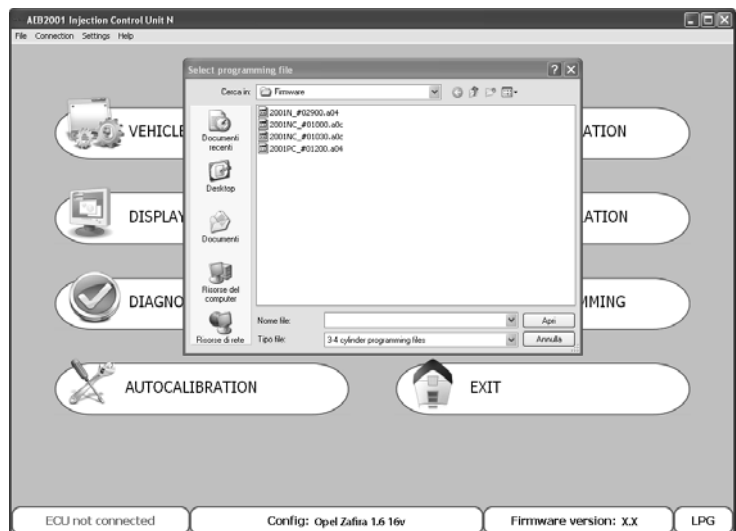 AEB2001 Injection Control Unit N
File Connection Settings Help
Select programming file
Cerca in: Firmware
2001N_#02900.a04
2001NC_#01000.a0c
2001NC_#01030.a0c
2001PC_#01200.a04
Documenti
recenti
Desktop
Documenti
Risorse del
computer
Risorse di rete
Nome file: Apri
Tipo file: 3-4 cylinder programming files Annulla
VEHICLE
ATION
DISPLAY
ATION
DIAGNO
MMING
AUTOCALIBRATION
EXIT
ECU not connected Config: Opel Zafira 1.6 16v Firmware version: X.X LPG